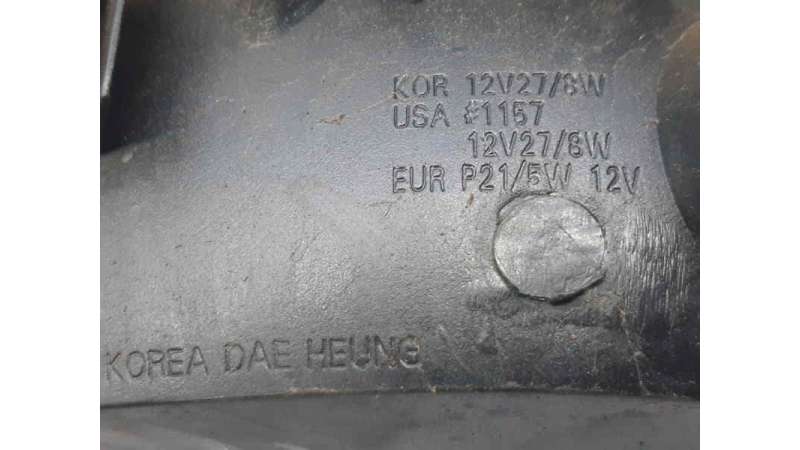 KOR 12V27/8W
USA #1157
12V27/8W
EUR P21/5W 12V
KOREA DAE HEUNG